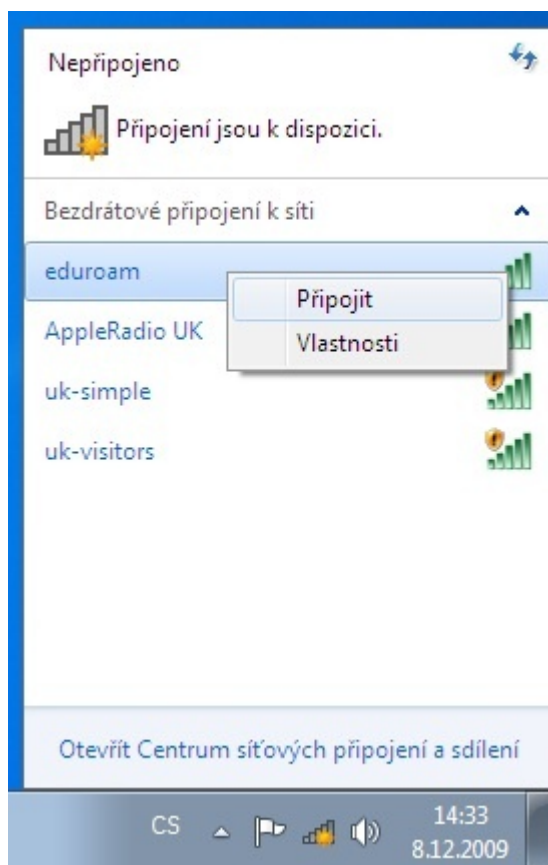 Nepřipojeno
Připojení jsou k dispozici.
Bezdrátové připojení k síti
eduroam
Připojit
AppleRadio UK
Vlastnosti
uk-simple
uk-visitors
Otevřít Centrum síťových připojení a sdílení
CS
14:33
8.12.2009